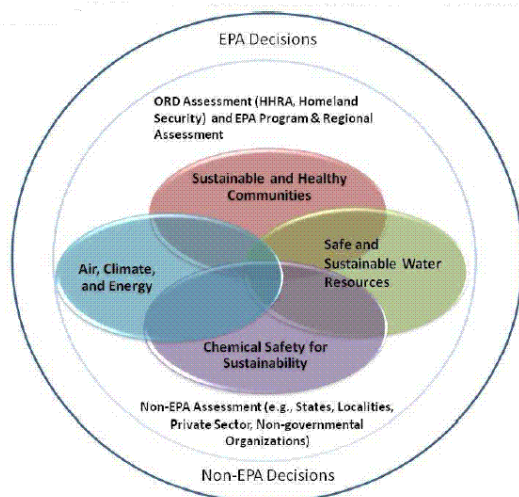 EPA Decisions
ORD Assessment (HHRA, Homeland
Security) and EPA Program & Regional
Assessment
Sustainable and Healthy
Communities
Air, Climate,
and Energy
Safe and
Sustainable Water
Resources
Chemical Safety for
Sustainability
Non-EPA Assessment (e.g., States, Localities,
Private Sector, Non-governmental
Organizations)
Non-EPA Decisions